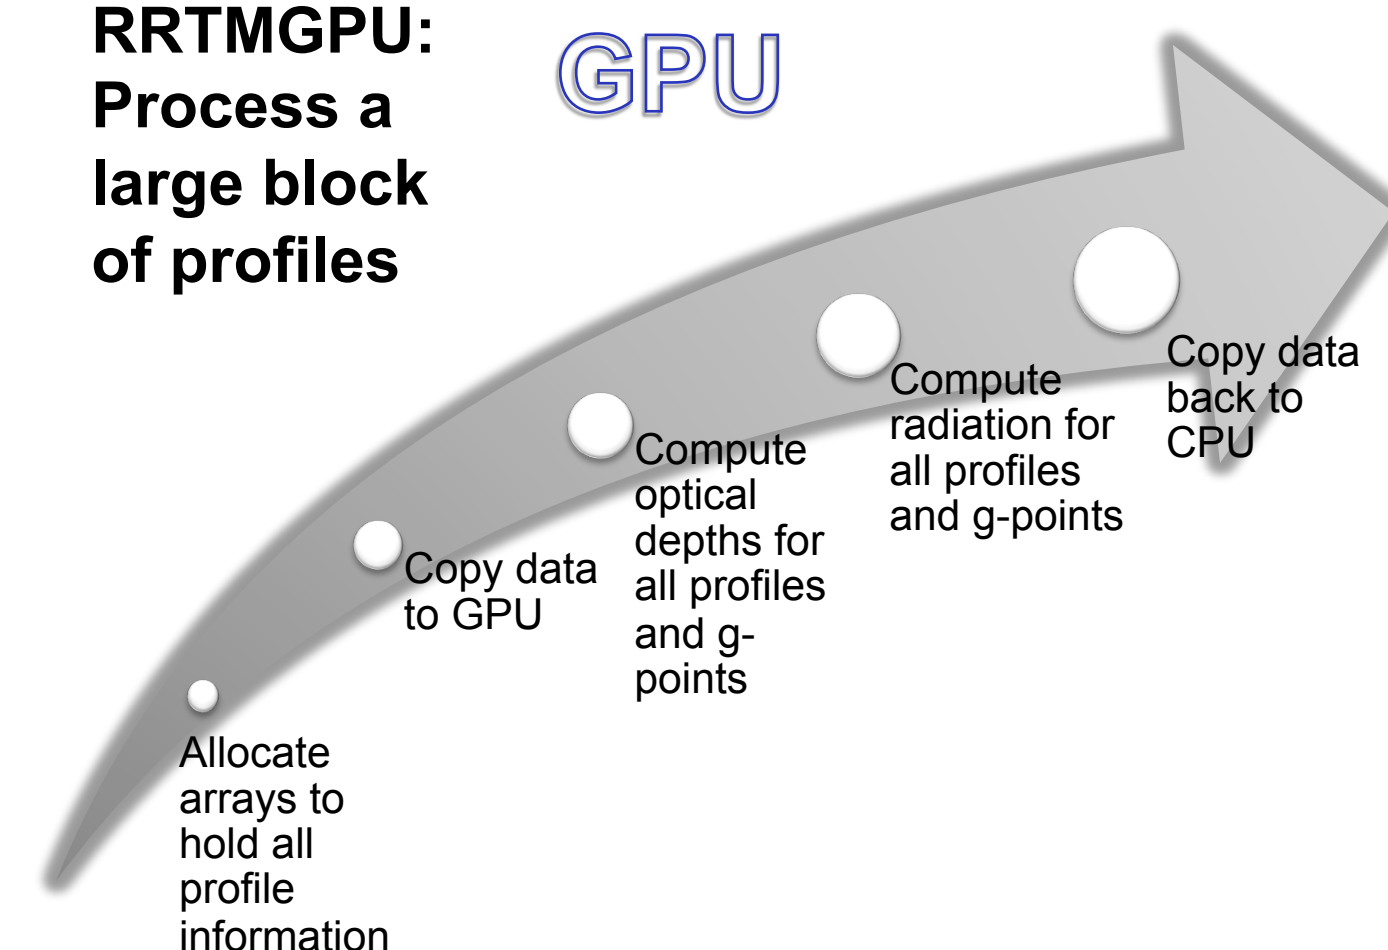 RRTMGPU:
Process a
large block
of profiles
GPU
Allocate
arrays to
hold all
profile
information
Copy data
to GPU
Compute
optical
depths for
all profiles
and g-
points
Compute
radiation for
all profiles
and g-points
Copy data
back to
CPU